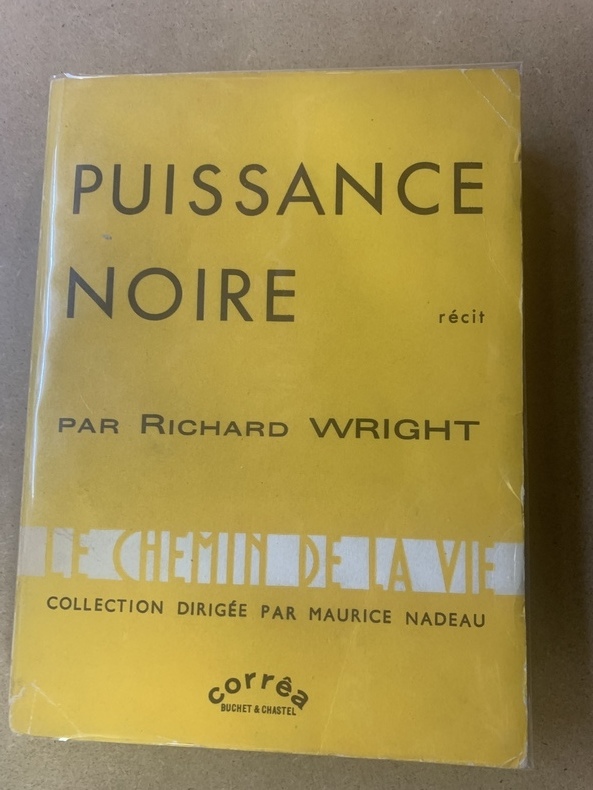 PUISSANCE
NOIRE
récit
PAR RICHARD WRIGHT
LE CHEMIN DE LA VIE
COLLECTION DIRIGÉE PAR MAURICE NADEAU
corrêa
BUCHET & CHASTEL